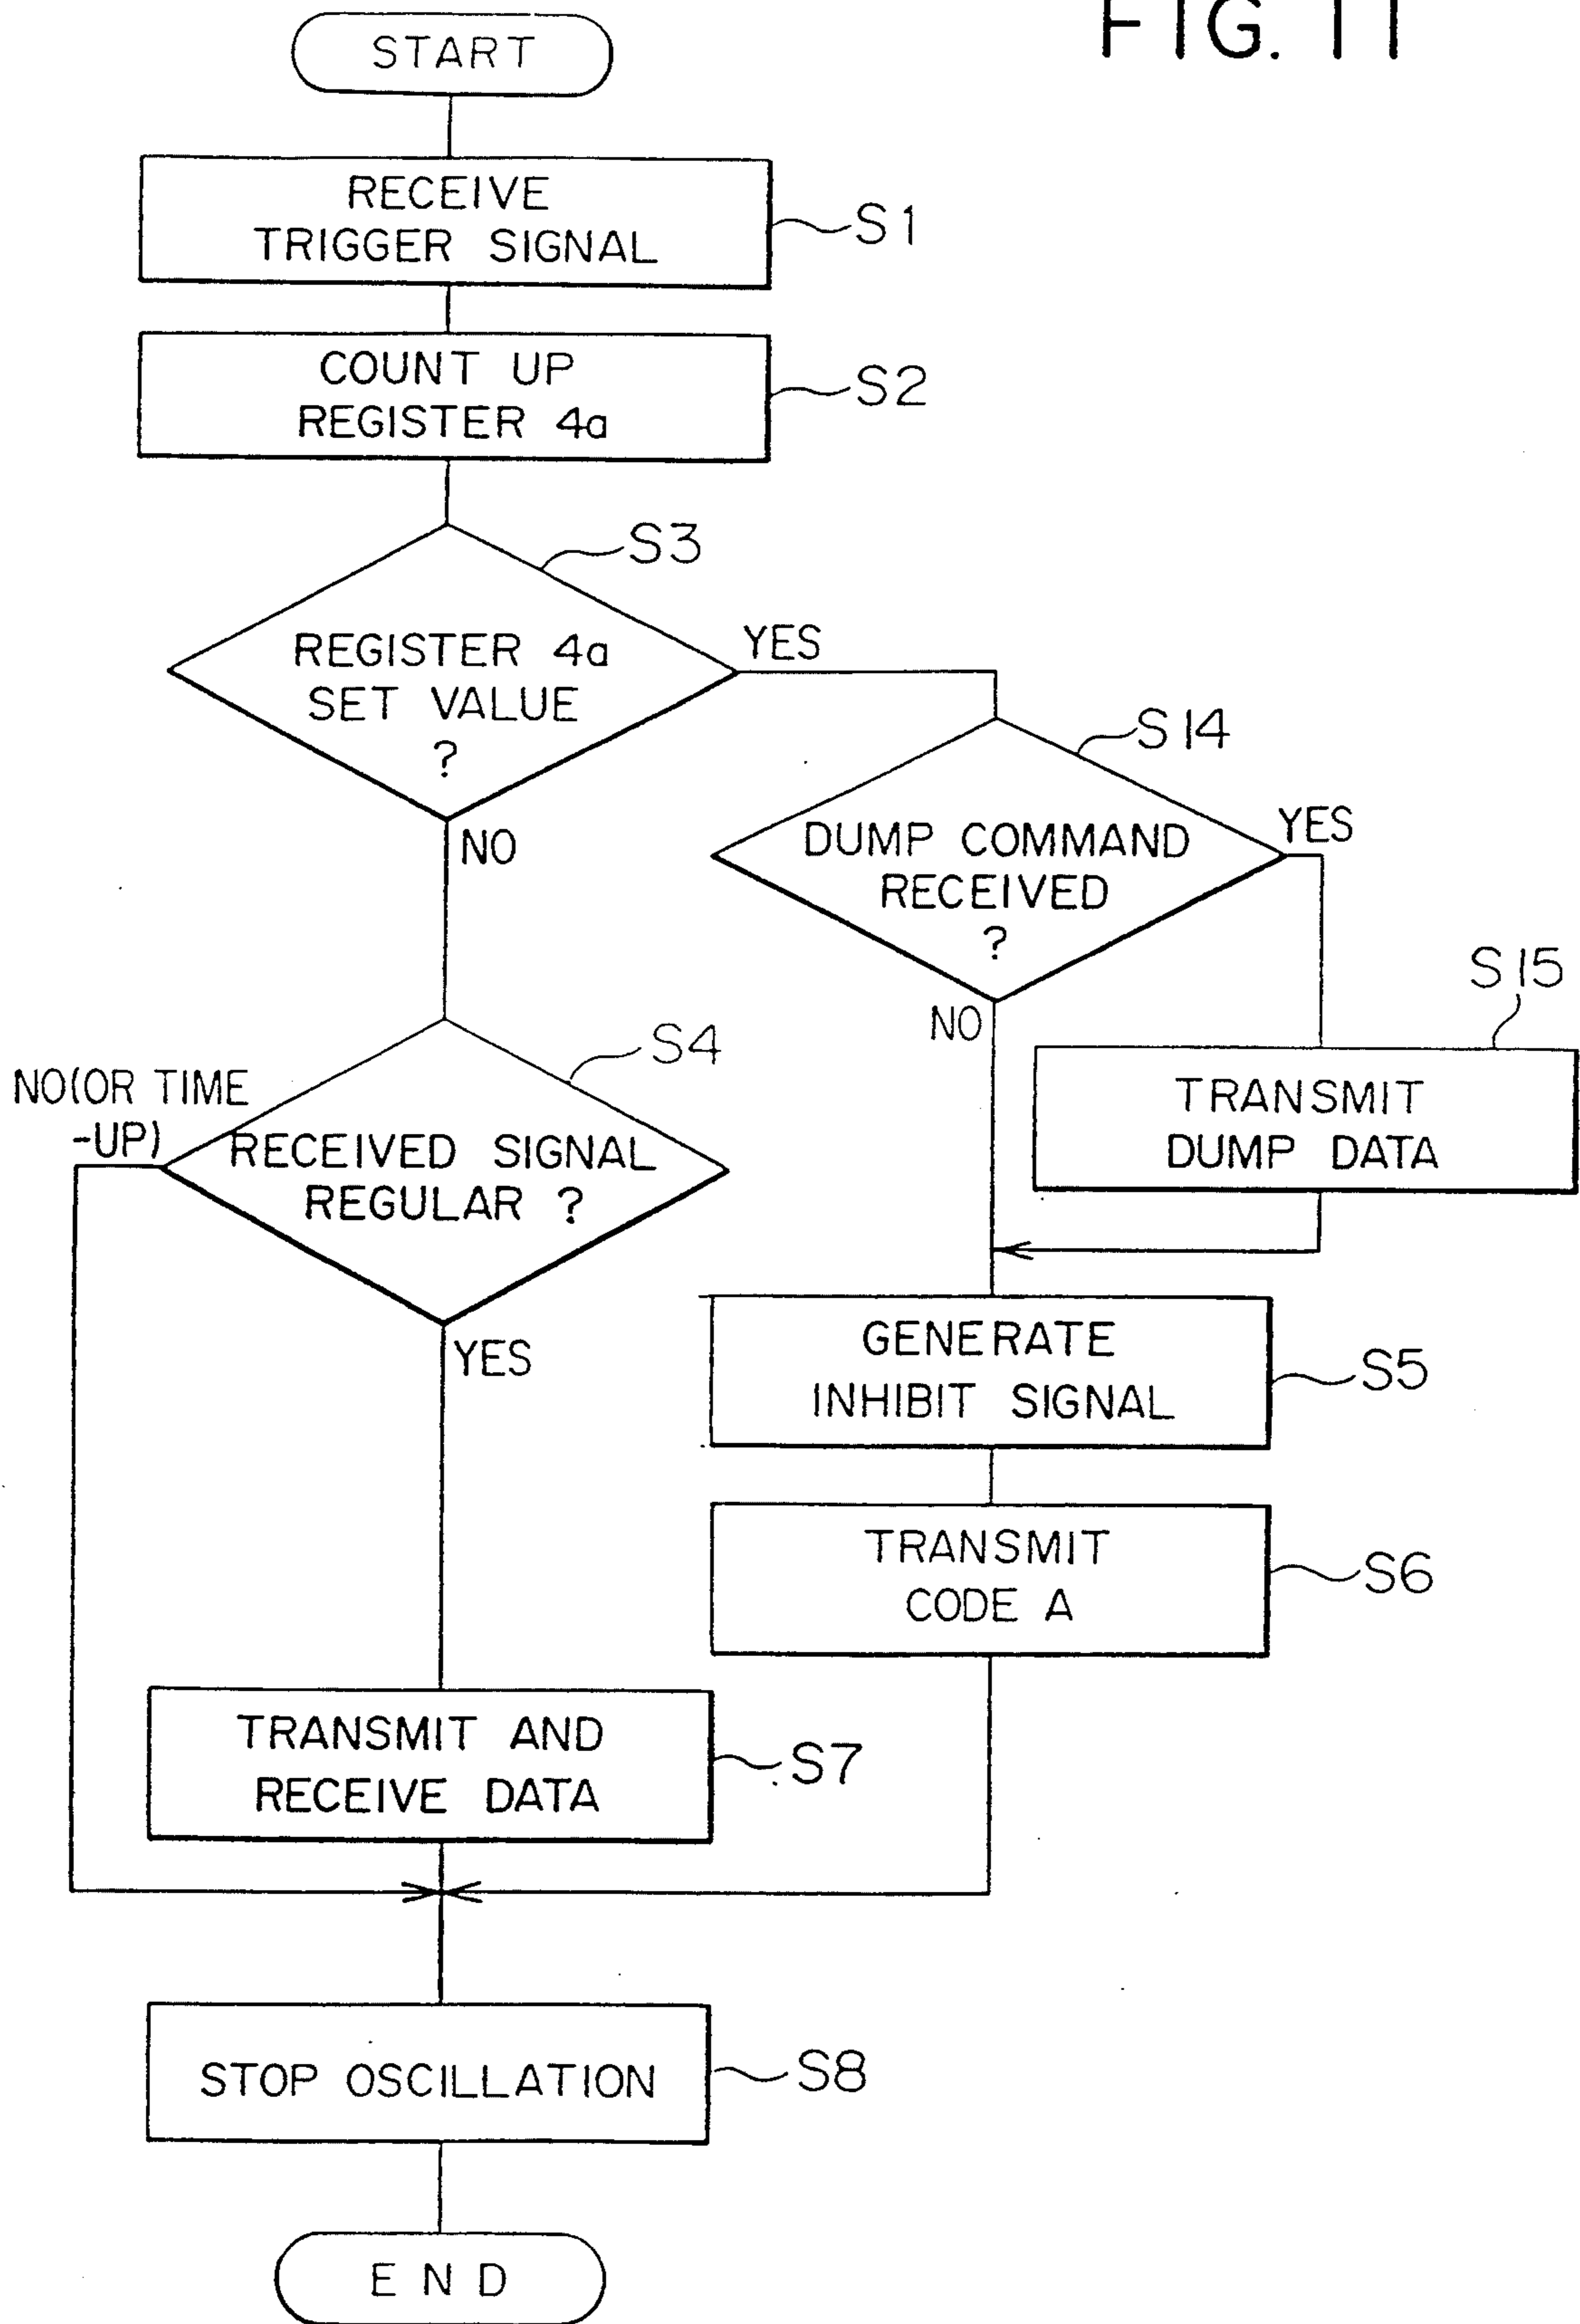 FIG. 11
START
RECEIVE
TRIGGER SIGNAL
S1
COUNT UP
REGISTER 4a
S2
S3
REGISTER 4a
SET VALUE
?
YES
NO
S14
DUMP COMMAND
RECEIVED
?
YES
NO
S15
TRANSMIT
DUMP DATA
S4
NO(OR TIME
-UP)
RECEIVED SIGNAL
REGULAR ?
YES
GENERATE
INHIBIT SIGNAL
S5
TRANSMIT
CODE A
S6
TRANSMIT AND
RECEIVE DATA
S7
STOP OSCILLATION
S8
END